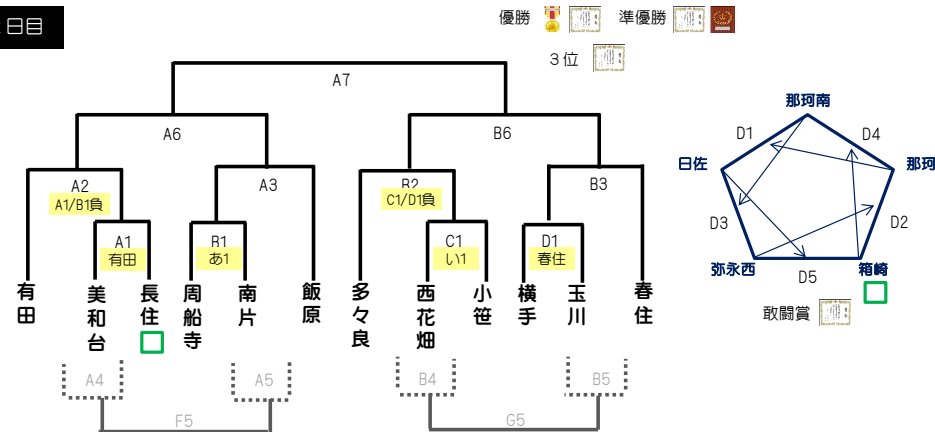 日目
優勝
準優勝
３位
A7
A6
B6
A2
A1/B1負
A3
B2
C1/D1負
B3
A1
有田
B1
あ1
C1
い1
D1
春住
有田
美和台
長住
周船寺
南片
飯原
多々良
西花畑
小笹
横手
玉川
春住
A4
A5
B4
B5
F5
G5
那珂南
D1
D4
日佐
那珂
D3
D2
弥永西
D5
箱崎
敢闘賞